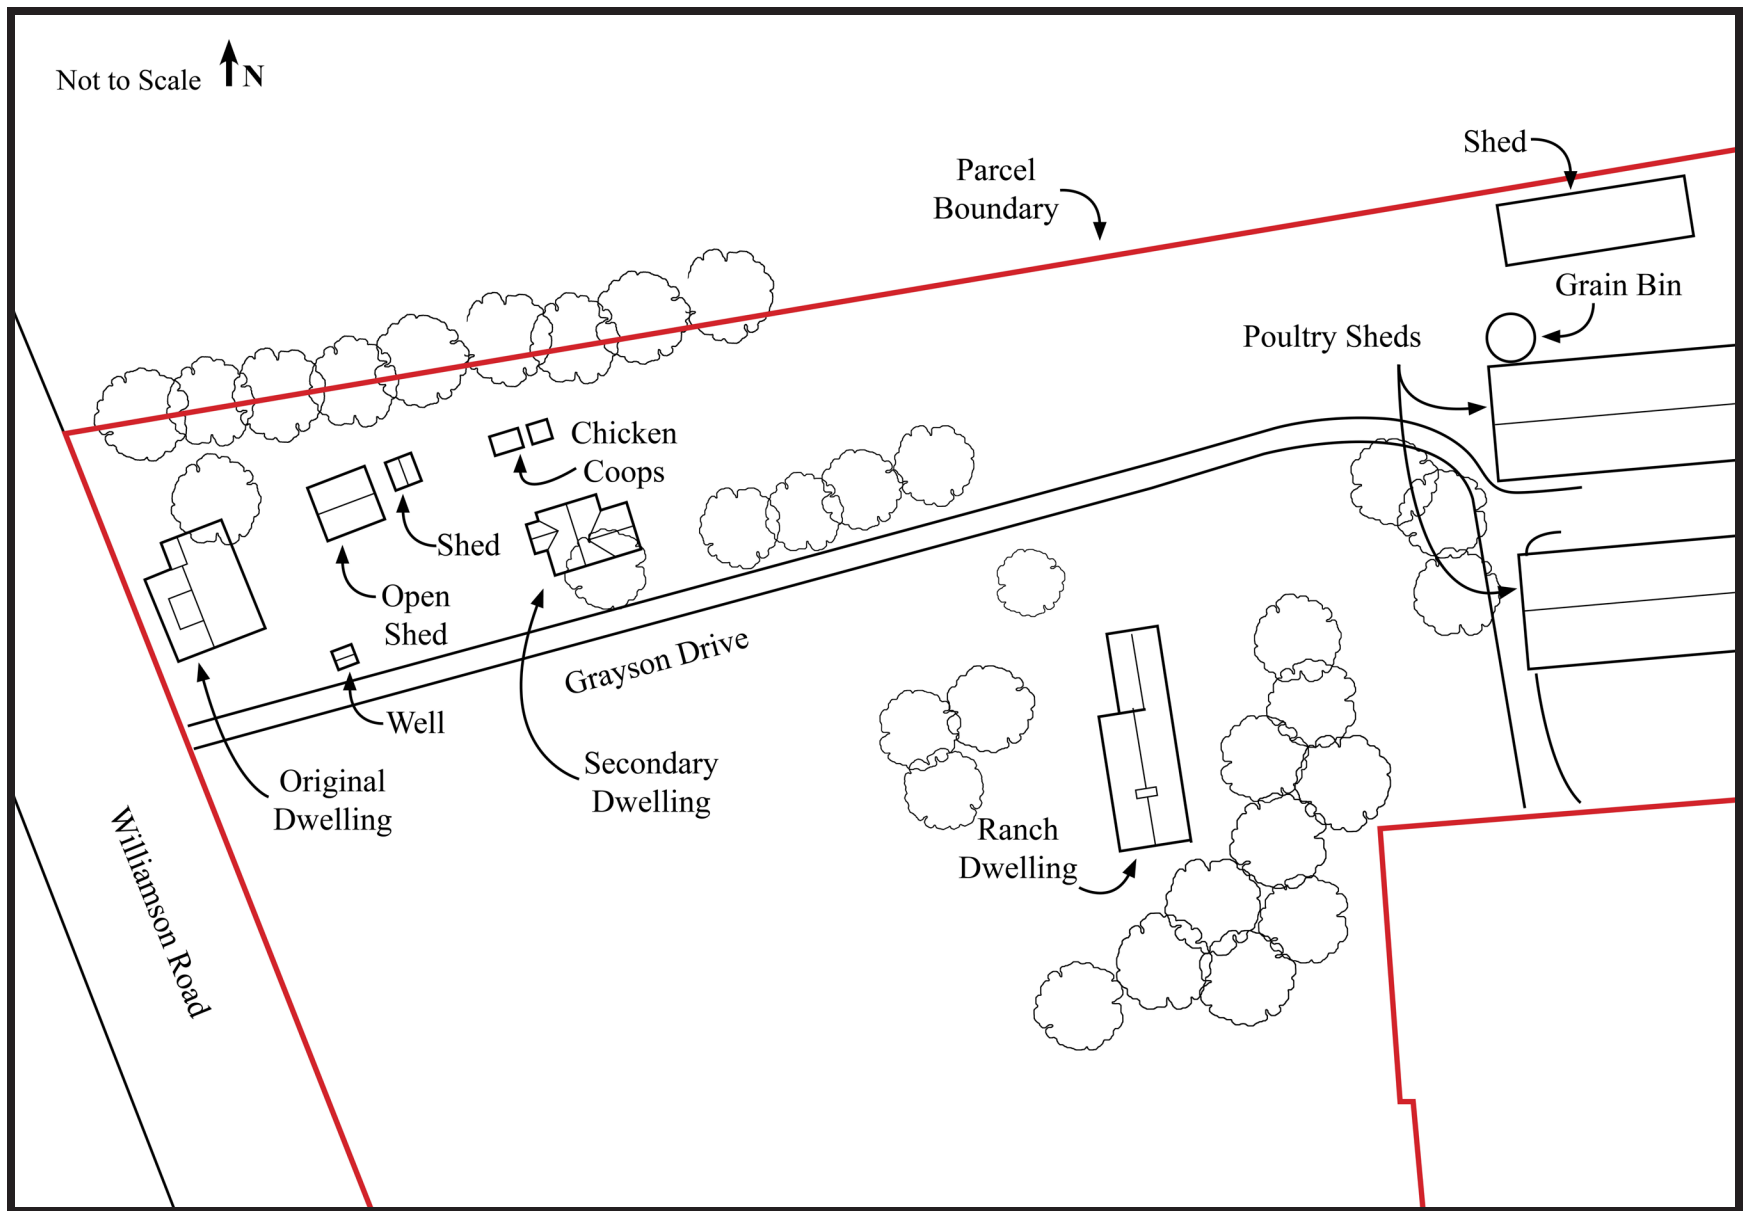 Not to Scale N
Shed
Parcel
Boundary
Grain Bin
Poultry Sheds
Chicken
Coops
Shed
Open
Shed
Grayson Drive
Well
Secondary
Dwelling
Original
Dwelling
Ranch
Dwelling
Williamson Road